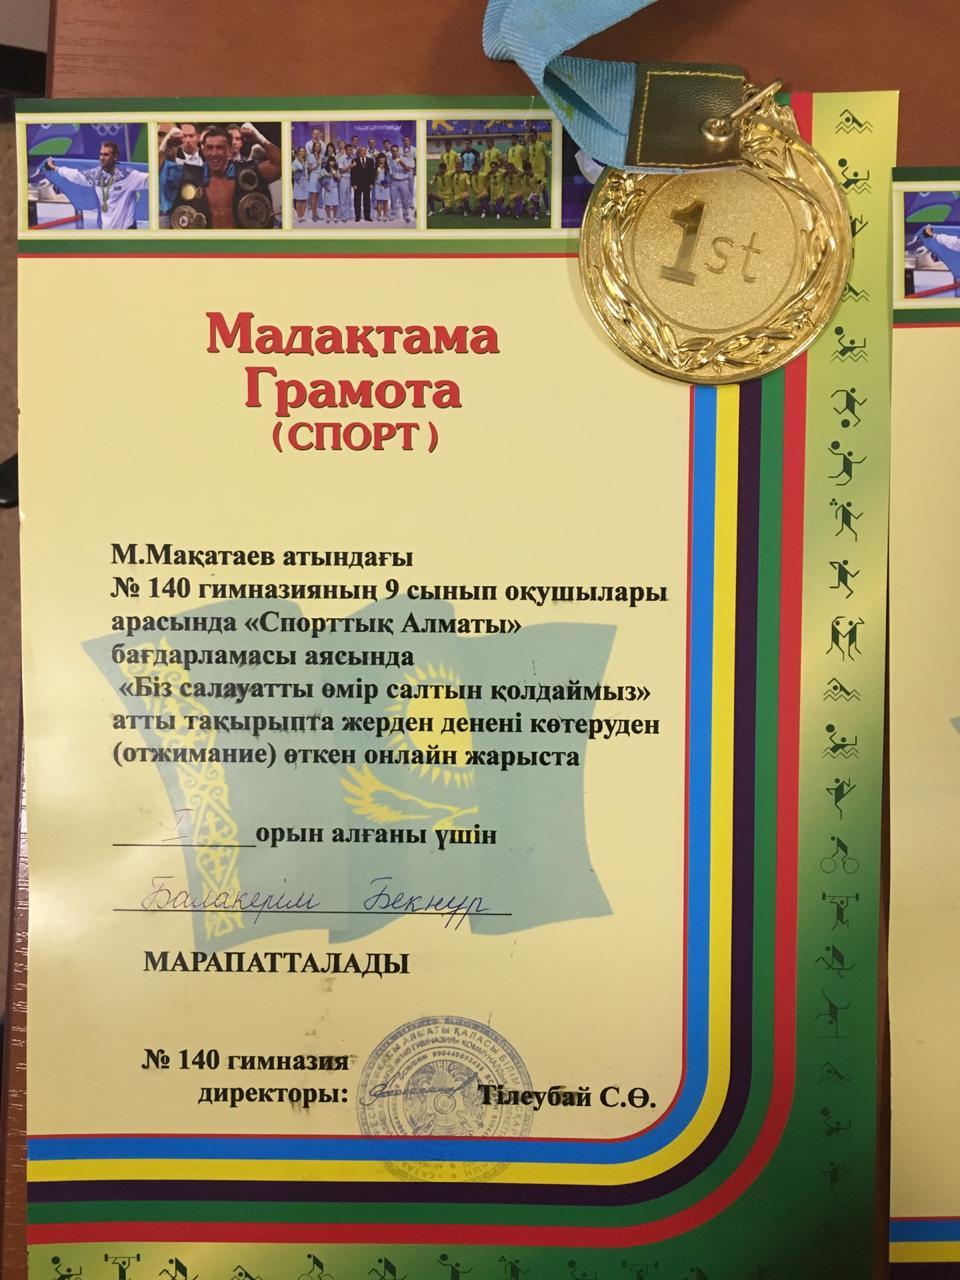 1st
Мадақтама
Грамота
(СПОРТ)
М.Мақатаев атындағы
№ 140 гимназияның 9 сынып оқушылары
арасында «Спорттық Алматы»
бағдарламасы аясында
«Біз салауатты өмір салтын қолдаймыз»
атты тақырыпта жерден денені көтеруден
(отжимание) өткен онлайн жарыста
I орын алғаны үшін
Балакерім Бекнұр
МАРАПАТТАЛАДЫ
№ 140 гимназия
директоры: Тілеубай С.Ө.